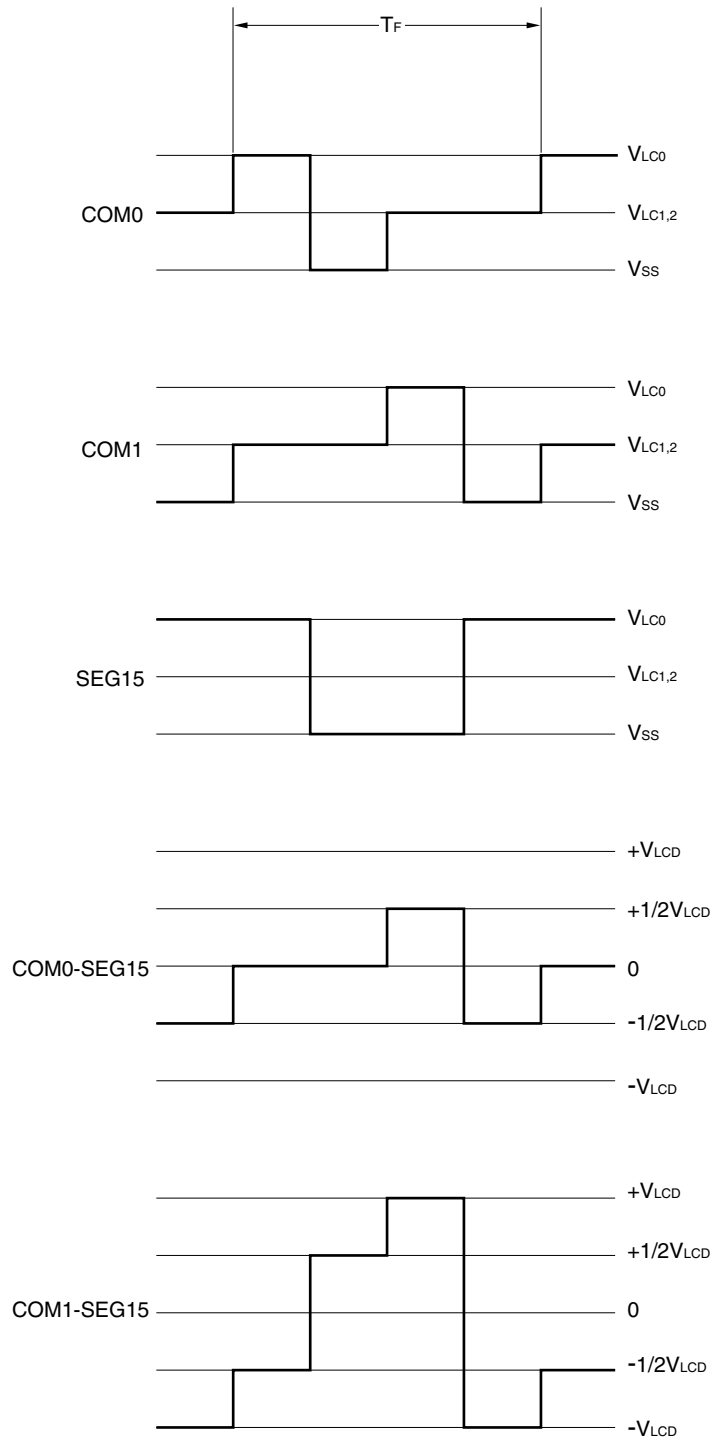 TF
VLC0
COM0
VLC1,2
VSS
VLC0
COM1
VLC1,2
VSS
VLC0
SEG15
VLC1,2
VSS
+VLCD
+1/2VLCD
COM0-SEG15
0
-1/2VLCD
-VLCD
+VLCD
+1/2VLCD
COM1-SEG15
0
-1/2VLCD
-VLCD